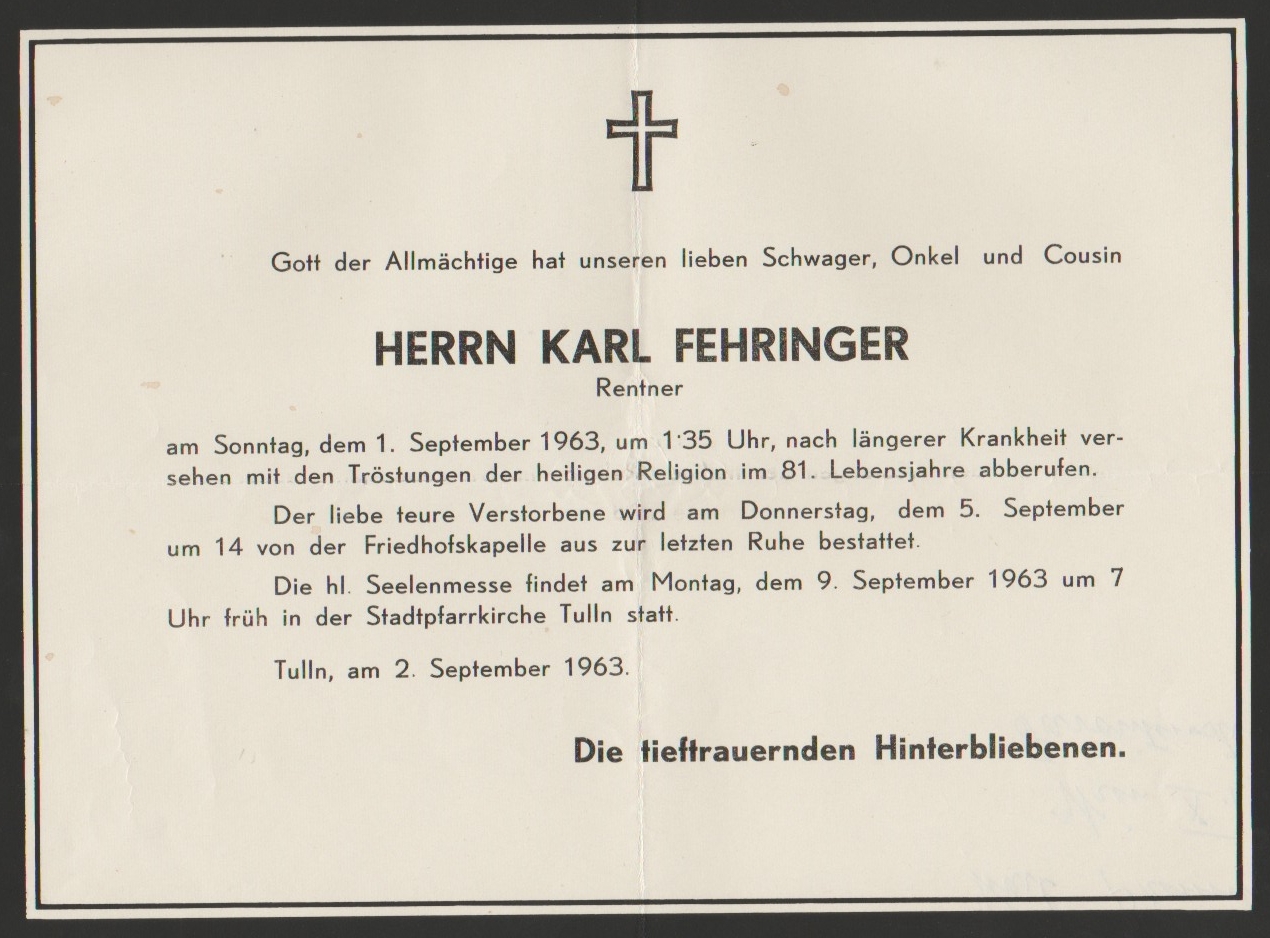 Gott der Allmächtige hat unseren lieben Schwager, Onkel und Cousin
HERRN KARL FEHRINGER
Rentner
am Sonntag, dem 1. September 1963, um 1·35 Uhr, nach längerer Krankheit ver-
sehen mit den Tröstungen der heiligen Religion im 81. Lebensjahre abberufen.
Der liebe teure Verstorbene wird am Donnerstag, dem 5. September
um 14 von der Friedhofskapelle aus zur letzten Ruhe bestattet.
Die hl. Seelenmesse findet am Montag, dem 9. September 1963 um 7
Uhr früh in der Stadtpfarrkirche Tulln statt.
Tulln, am 2. September 1963.
Die tieftrauernden Hinterbliebenen.